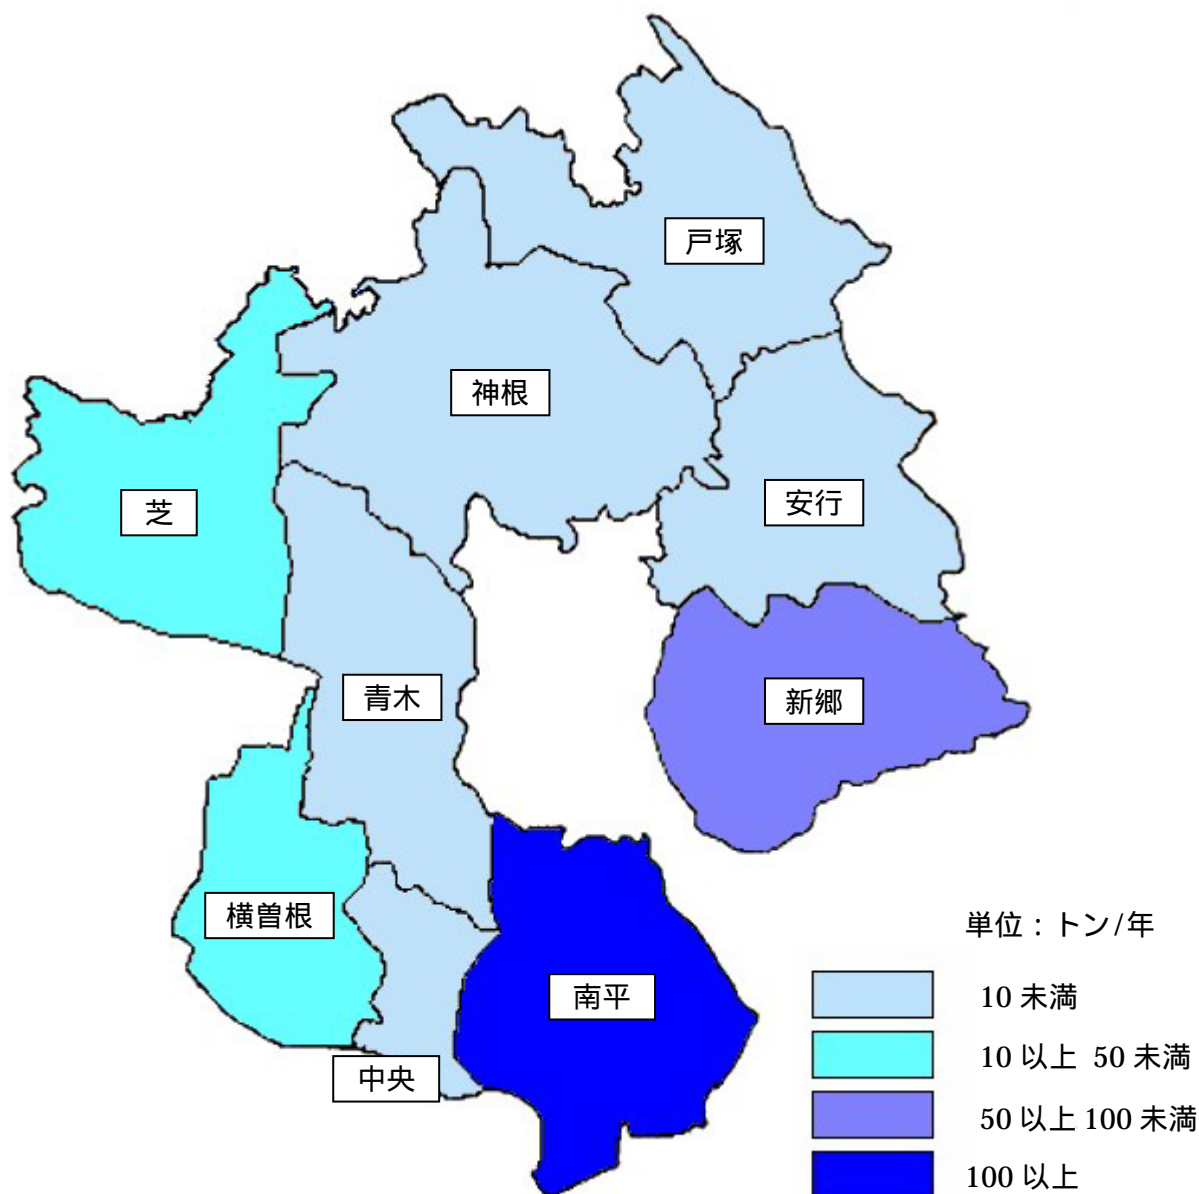 戸塚
神根
芝
安行
青木
新郷
横曽根
南平
中央
単位：トン/年
10 未満
10 以上 50 未満
50 以上 100 未満
100 以上